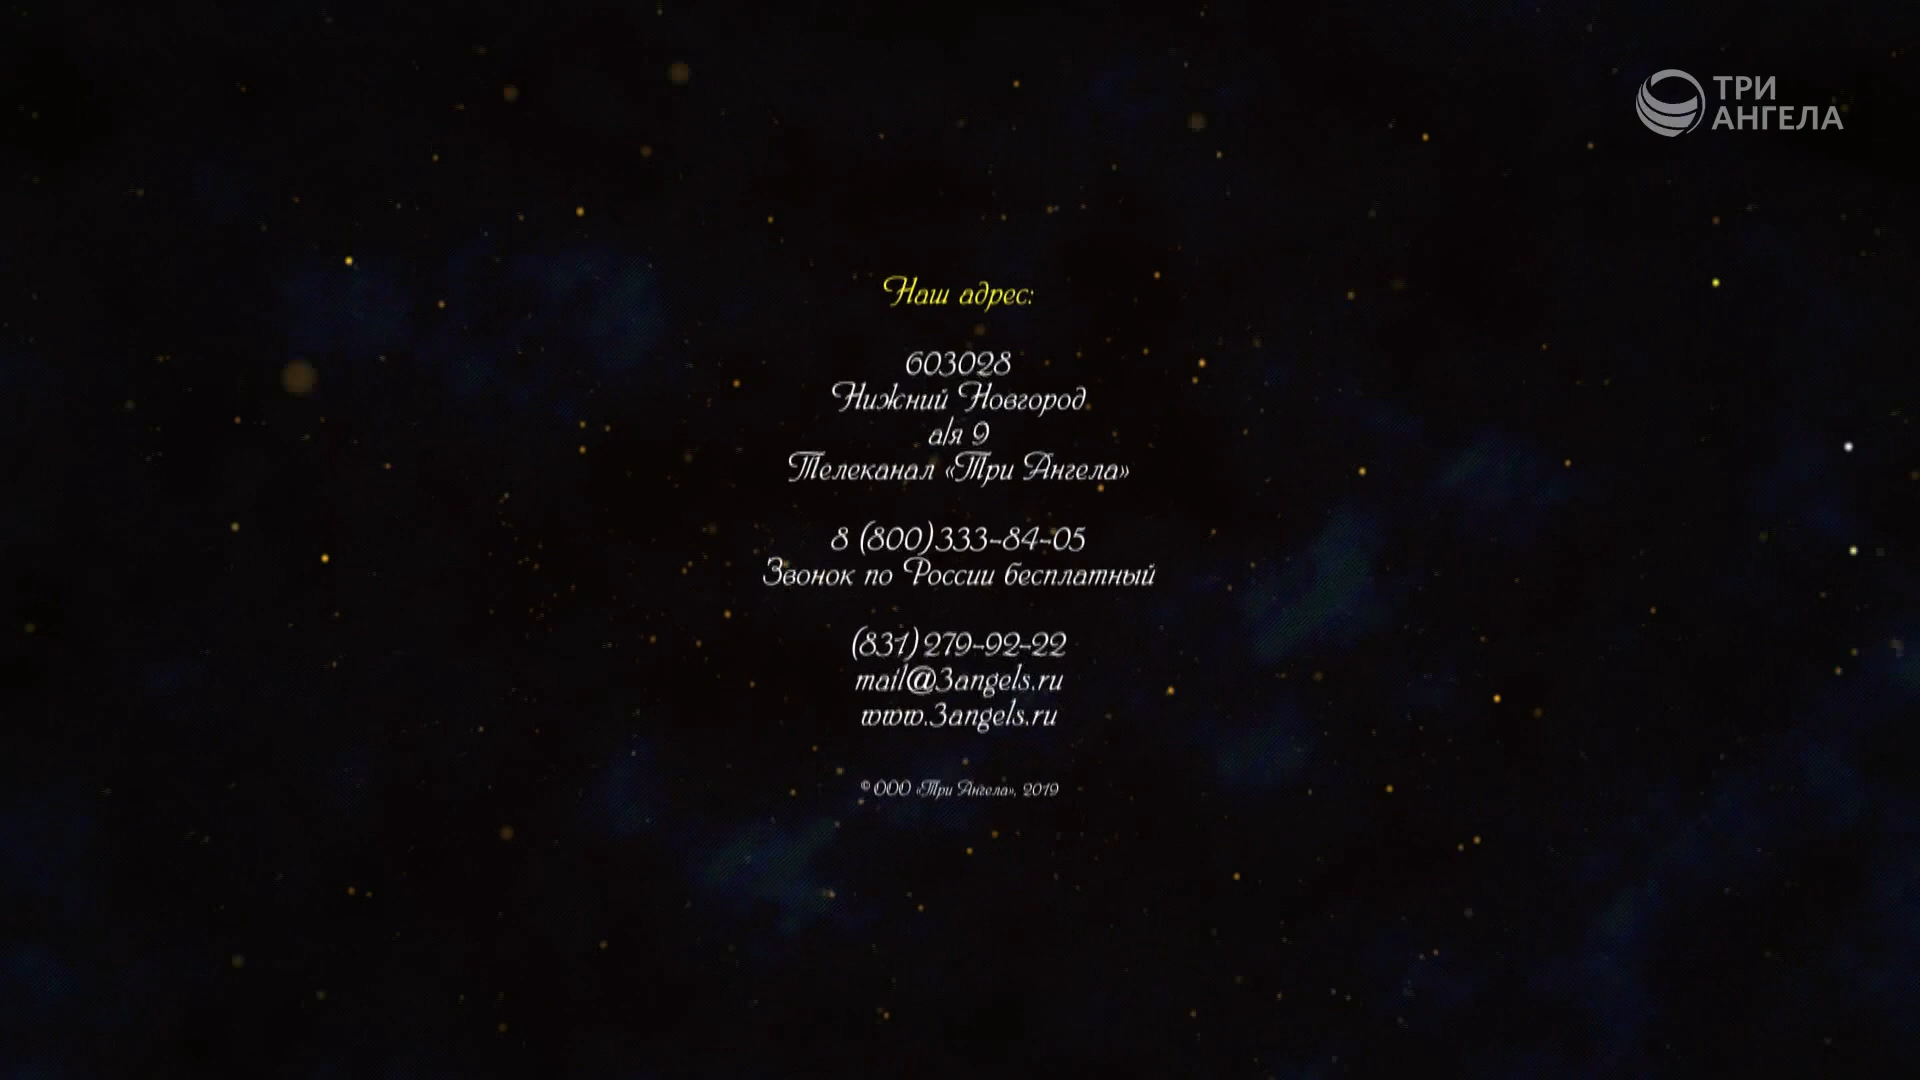 ТРИ
АНГЕЛА
Наш адрес:
603028
Нижний Новгород
а/я 9
Телеканал «Три Ангела»
8 (800) 333-84-05
Звонок по России бесплатный
(831) 279-92-22
mail@3angels.ru
www.3angels.ru
© ООО «Три Ангела», 2019